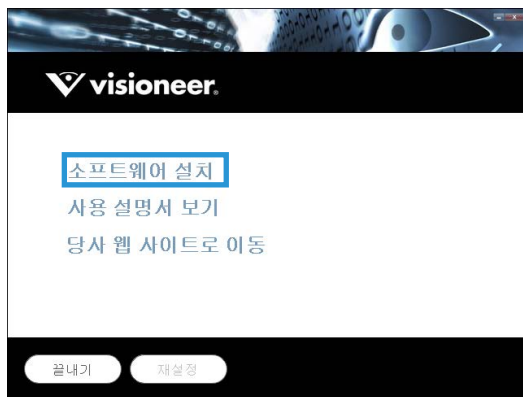 visioneer.
소프트웨어 설치
사용 설명서 보기
당사 웹 사이트로 이동
끝내기
재설정